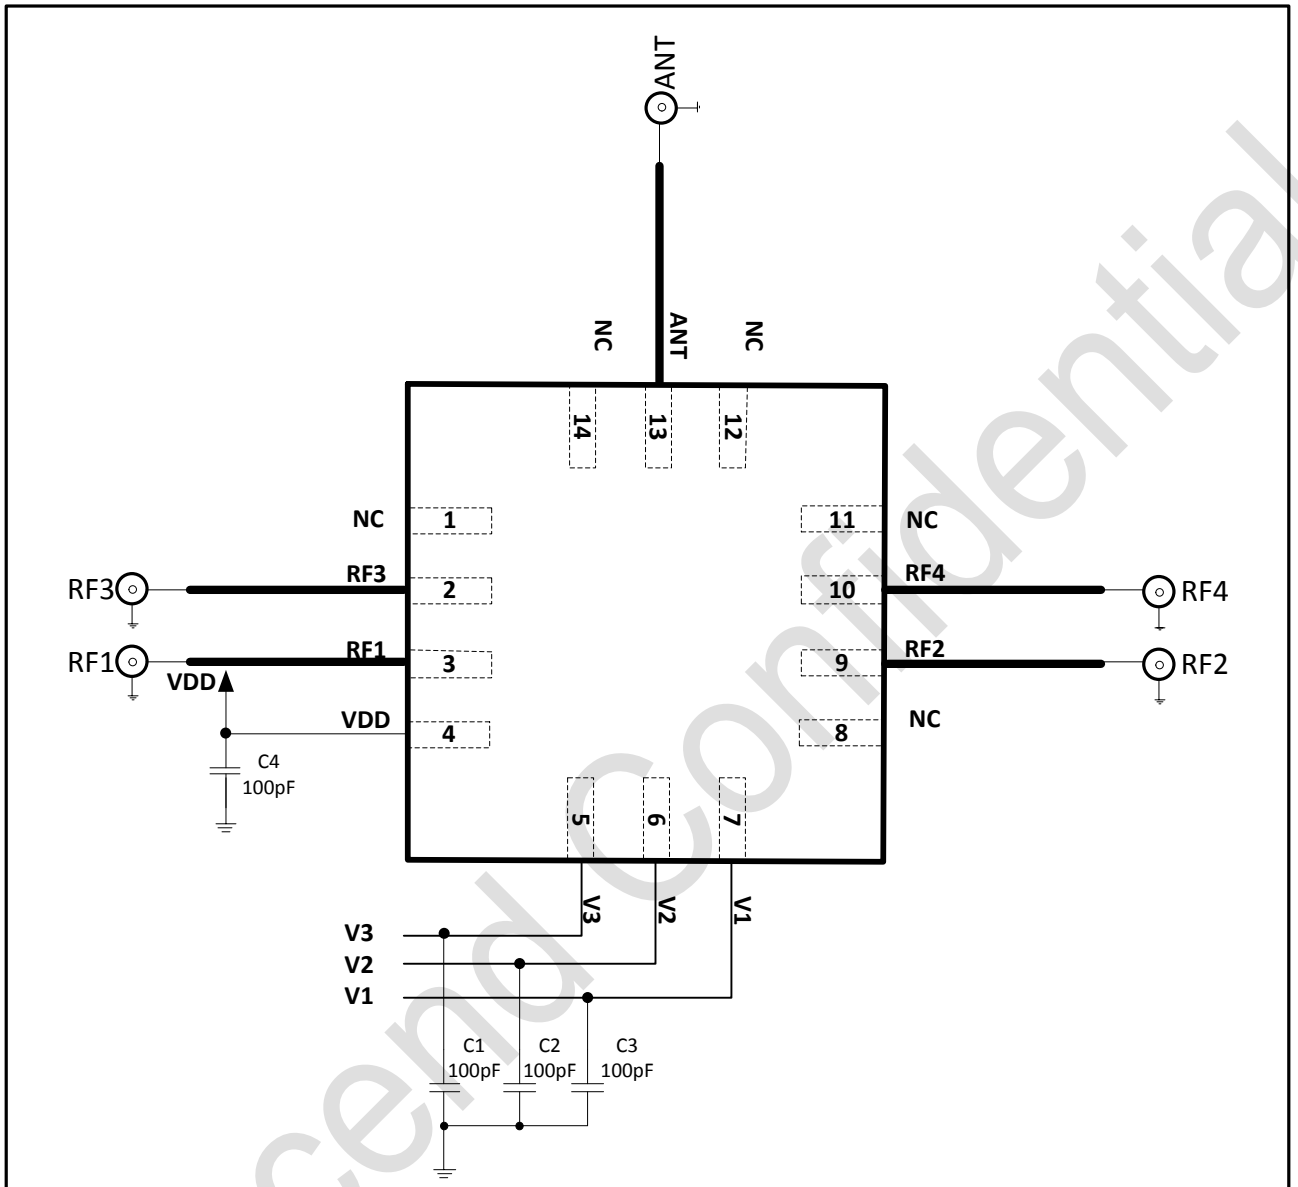 ANT
NC
ANT
NC
14
13
12
NC
1
11
NC
RF3
RF3
2
10
RF4
RF4
RF1
RF1
3
9
RF2
RF2
VDD
VDD
4
8
NC
C4
100pF
5
6
7
V3
V2
V1
V3
V2
V1
C1
100pF
C2
100pF
C3
100pF
cend Confidential